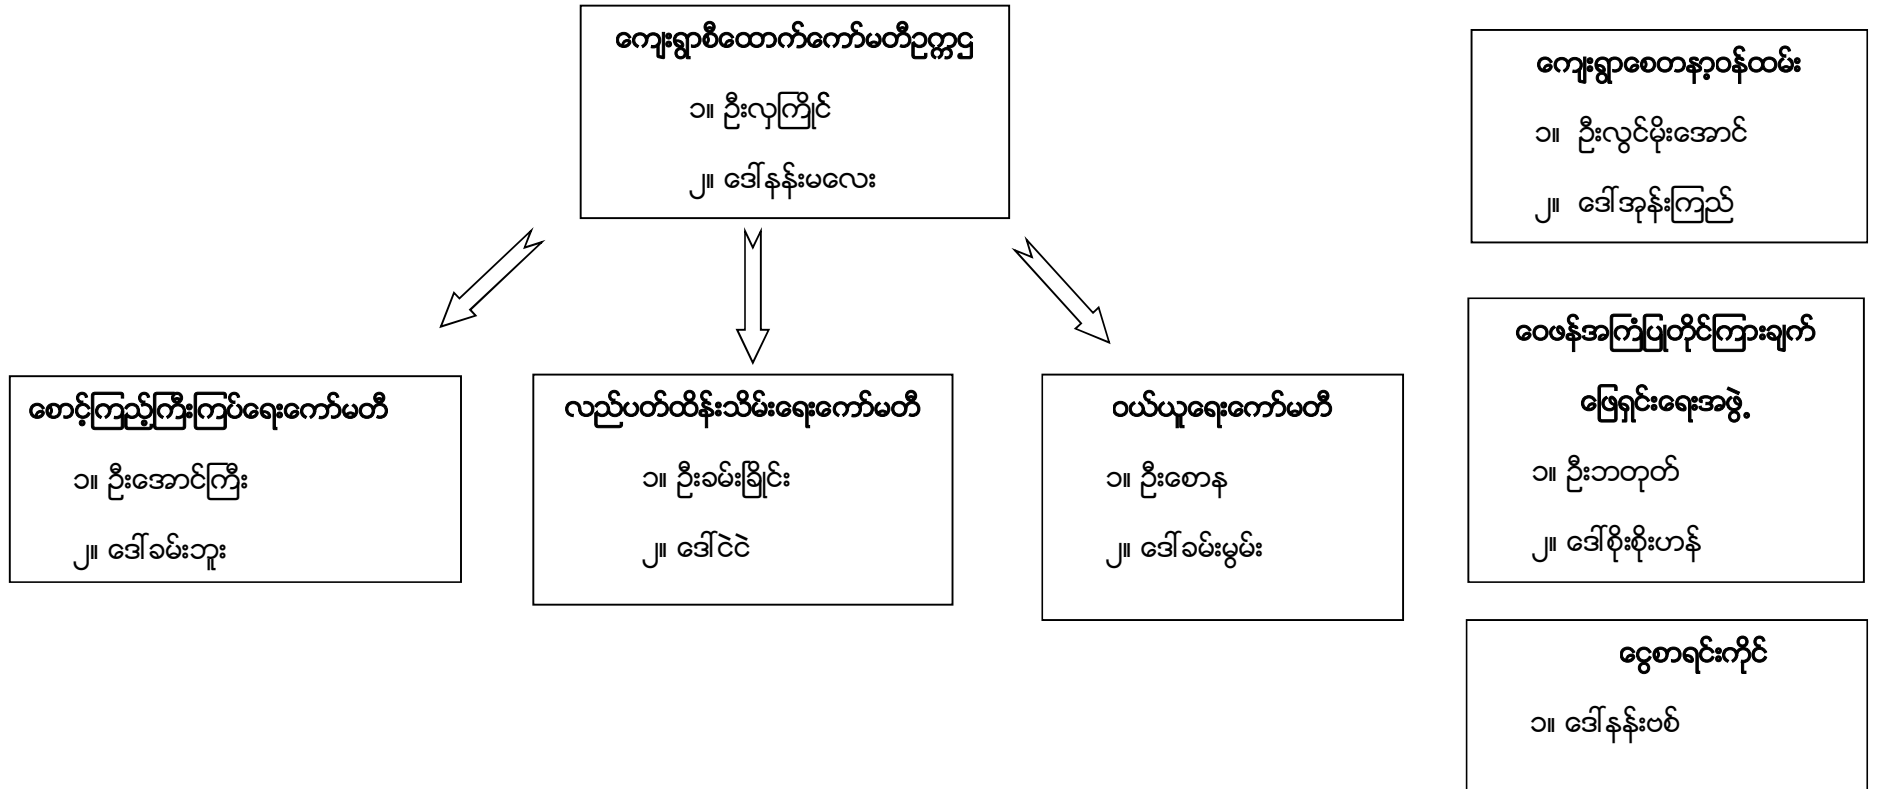 ကျေးရွာစီထောက်ကော်မတီဥက္ကဌ
၁။ ဦးလှကြိုင်
၂။ ဒေါ်နန်းမလေး
ကျေးရွာစေတနာ့ဝန်ထမ်း
၁။ ဦးလွင်မိုးအောင်
၂။ ဒေါ်အုန်းကြည်
စောင့်ကြည့်ကြီးကြပ်ရေးကော်မတီ
၁။ ဦးအောင်ကြီး
၂။ ဒေါ်ခမ်းဘူး
လည်ပတ်ထိန်းသိမ်းရေးကော်မတီ
၁။ ဦးခမ်းခြိုင်း
၂။ ဒေါ်ငဲငဲ
ဝယ်ယူရေးကော်မတီ
၁။ ဦးစောန
၂။ ဒေါ်ခမ်းမွမ်း
ဝေဖန်အကြံပြုတိုင်ကြားချက်
ဖြေရှင်းရေးအဖွဲ့
၁။ ဦးဘတုတ်
၂။ ဒေါ်စိုးစိုးဟန်
ငွေစာရင်းကိုင်
၁။ ဒေါ်နန်းဗစ်